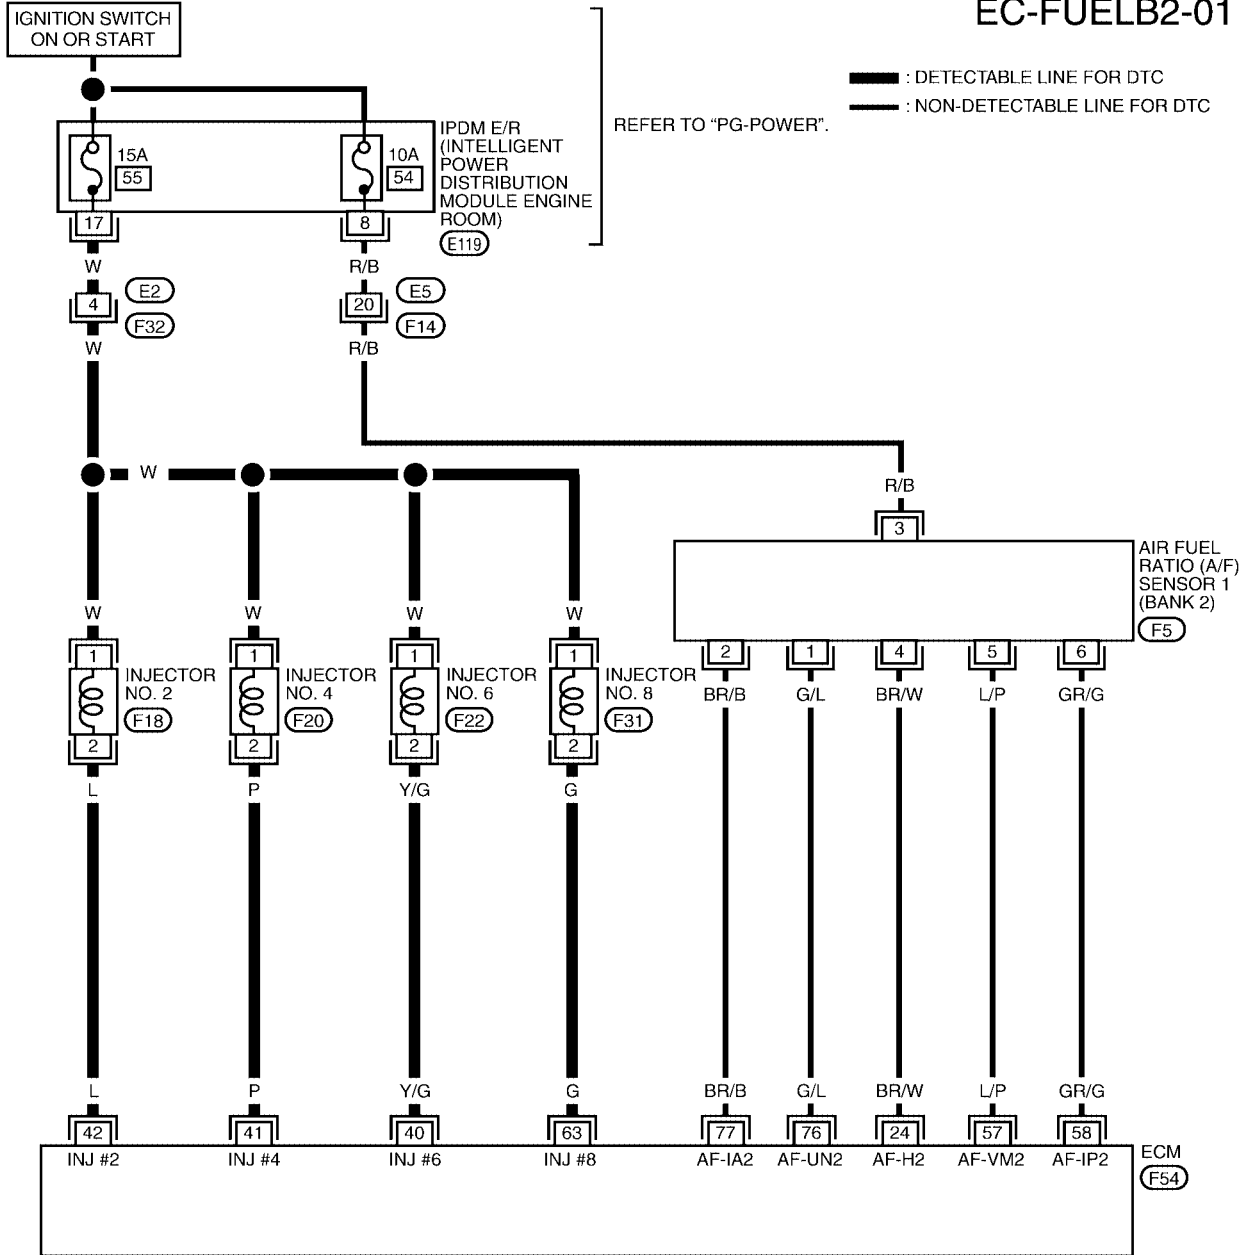 EC-FUELB2-01
IGNITION SWITCH
ON OR START
: DETECTABLE LINE FOR DTC
: NON-DETECTABLE LINE FOR DTC
REFER TO “PG-POWER”.
15A
55
10A
54
IPDM E/R
(INTELLIGENT
POWER
DISTRIBUTION
MODULE ENGINE
ROOM)
E119
17
8
W
R/B
4
E2
F32
20
E5
F14
W
R/B
W
R/B
3
AIR FUEL
RATIO (A/F)
SENSOR 1
(BANK 2)
F5
W
W
W
W
1
INJECTOR
NO. 2
F18
2
1
INJECTOR
NO. 4
F20
2
1
INJECTOR
NO. 6
F22
2
1
INJECTOR
NO. 8
F31
2
2
1
4
5
6
BR/B
G/L
BR/W
L/P
GR/G
L
P
Y/G
G
L
P
Y/G
G
BR/B
G/L
BR/W
L/P
GR/G
42
41
40
63
77
76
24
57
58
INJ #2
INJ #4
INJ #6
INJ #8
AF-IA2
AF-UN2
AF-H2
AF-VM2
AF-IP2
ECM
F54